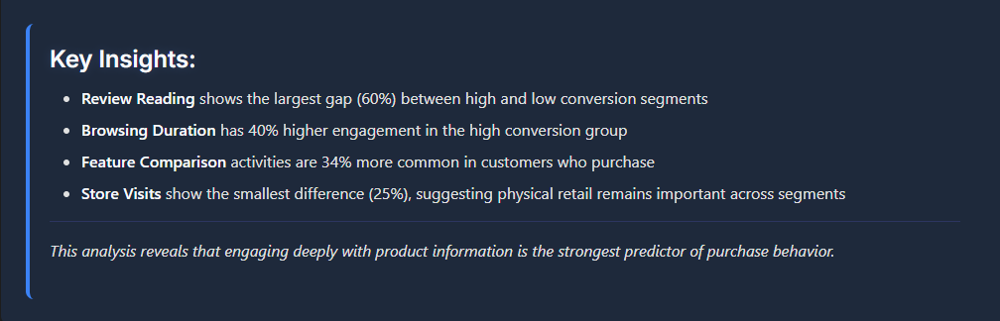 Key Insights:
Review Reading shows the largest gap (60%) between high and low conversion segments
Browsing Duration has 40% higher engagement in the high conversion group
Feature Comparison activities are 34% more common in customers who purchase
Store Visits show the smallest difference (25%), suggesting physical retail remains important across segments
This analysis reveals that engaging deeply with product information is the strongest predictor of purchase behavior.